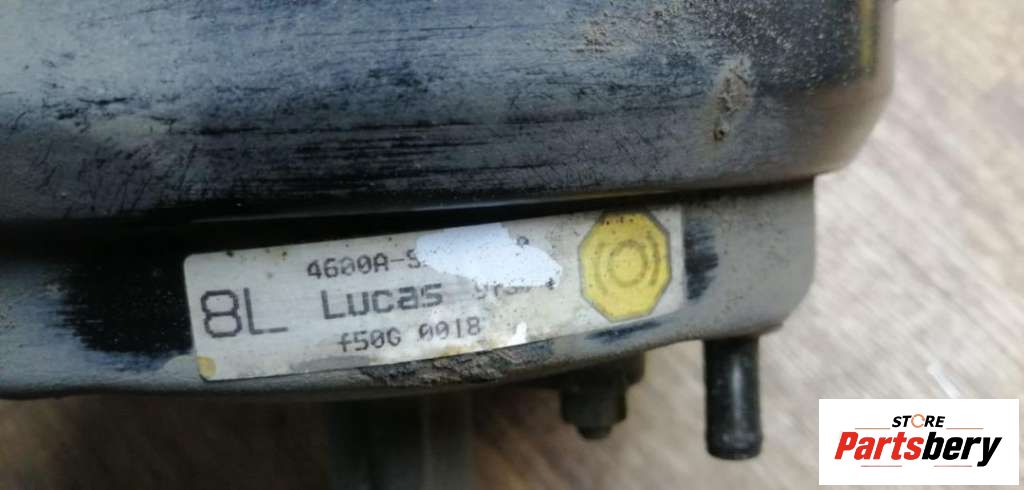 4600A-S
8L Lucas
f50G 0018
STORE
Partsbery